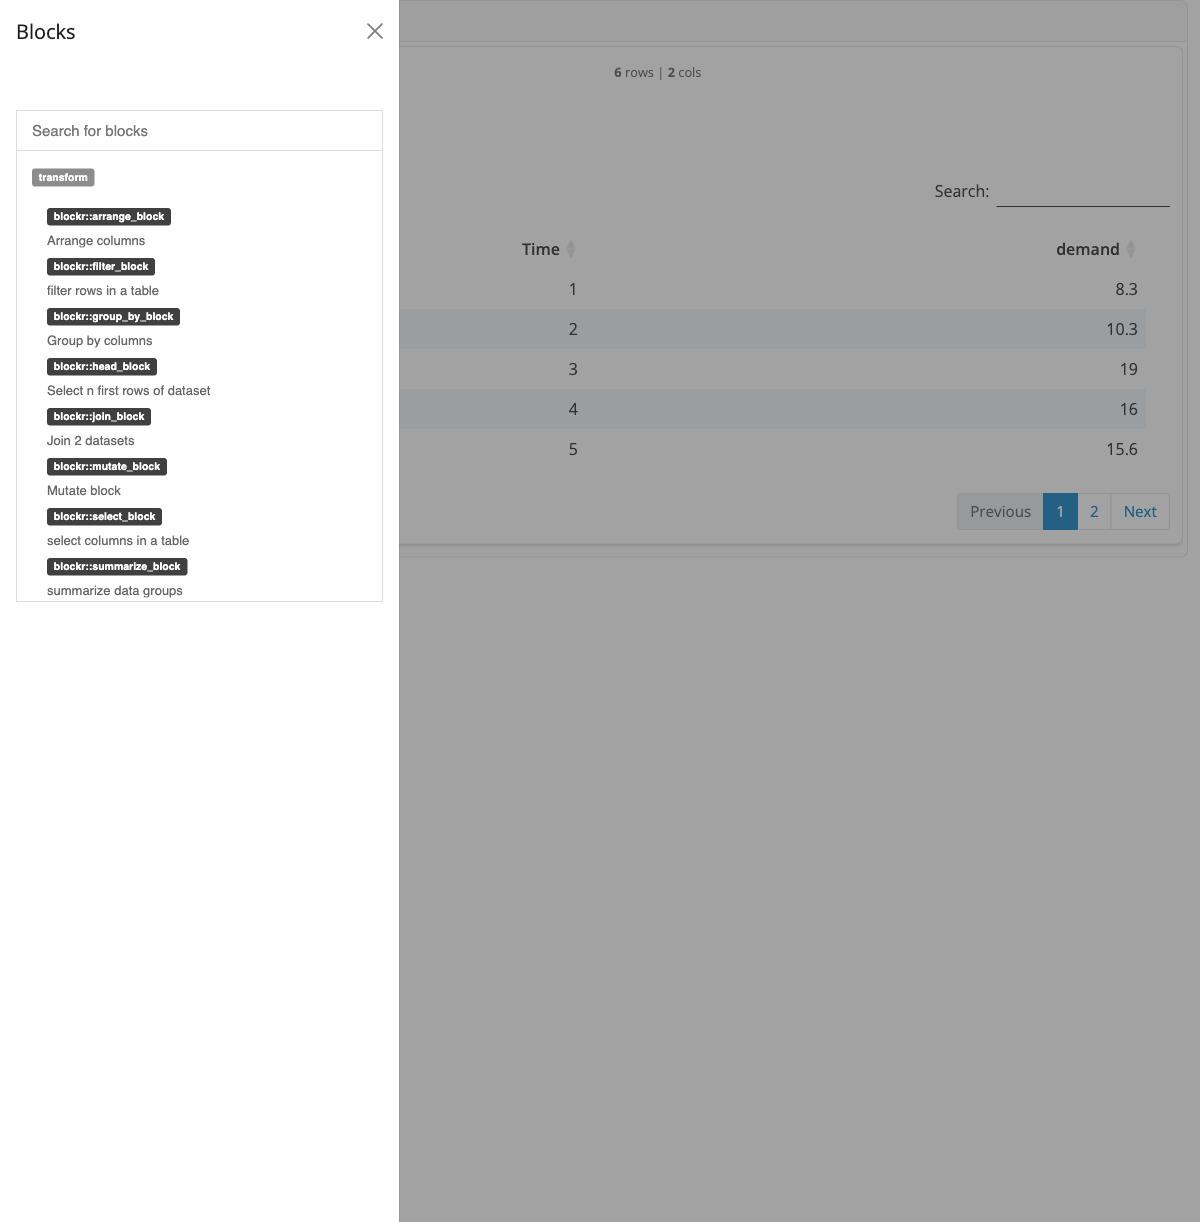 Blocks
Search for blocks
transform
blockr::arrange_block
Arrange columns
blockr::filter_block
filter rows in a table
blockr::group_by_block
Group by columns
blockr::head_block
Select n first rows of dataset
blockr::join_block
Join 2 datasets
blockr::mutate_block
Mutate block
blockr::select_block
select columns in a table
blockr::summarize_block
summarize data groups
6 rows | 2 cols
Search:
Time demand
1 8.3
2 10.3
3 19
4 16
5 15.6
Previous 1 2 Next